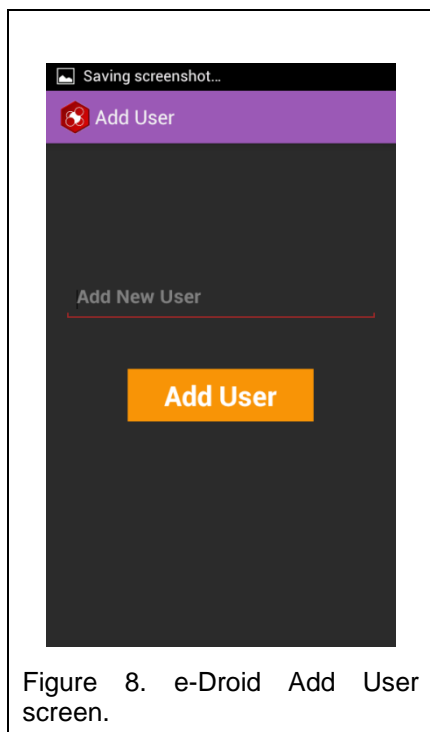 Saving screenshot...
Add User
Add New User
Add User
Figure 8. e-Droid Add User
screen.